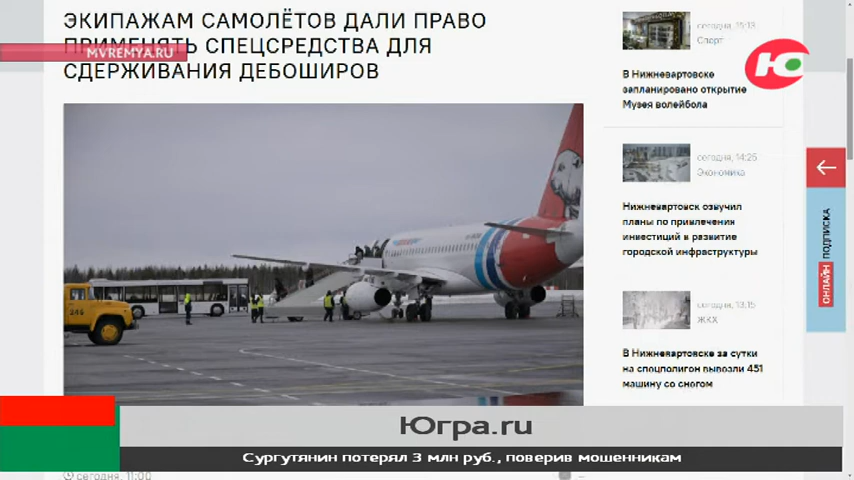 ЭКИПАЖАМ САМОЛЁТОВ ДАЛИ ПРАВО
ПРИМЕНЯТЬ СПЕЦСРЕДСТВА ДЛЯ
СДЕРЖИВАНИЯ ДЕБОШИРОВ
MVREMYA.RU
сегодня, 15:13
Спорт
В Нижневартовске
запланировано открытие
Музея волейбола
Ю
сегодня, 14:25
Экономика
Нижневартовск озвучил
планы по привлечения
инвестиций в развитие
городской инфраструктуры
сегодня, 13:15
ЖКХ
В Нижневартовске за сутки
на спецполигон вывезли 451
машину со снегом
ОНЛАЙН ПОДПИСКА
246
Югра.ru
Сургутянин потерял 3 млн руб., поверив мошенникам
сегодня, 11:00